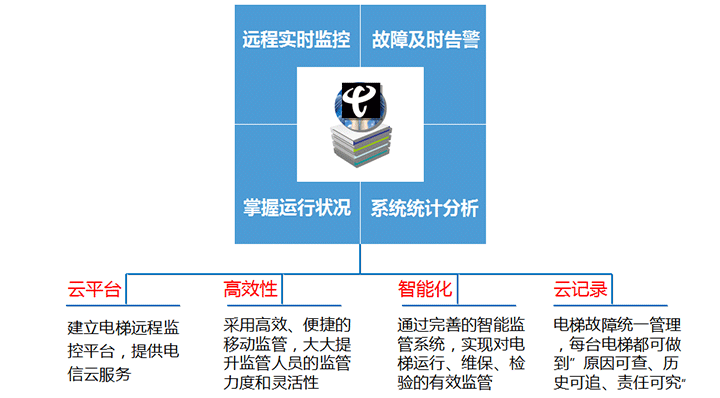 远程实时监控
故障及时告警
掌握运行状况
系统统计分析
云平台
建立电梯远程监
控平台，提供电
信云服务
高效性
采用高效、便捷的
移动监管，大大提
升监管人员的监管
力度和灵活性
智能化
通过完善的智能监
管系统，实现对电
梯运行、维保、检
验的有效监管
云记录
电梯故障统一管理
，每台电梯都可做
到”原因可查、历
史可追、责任可究”